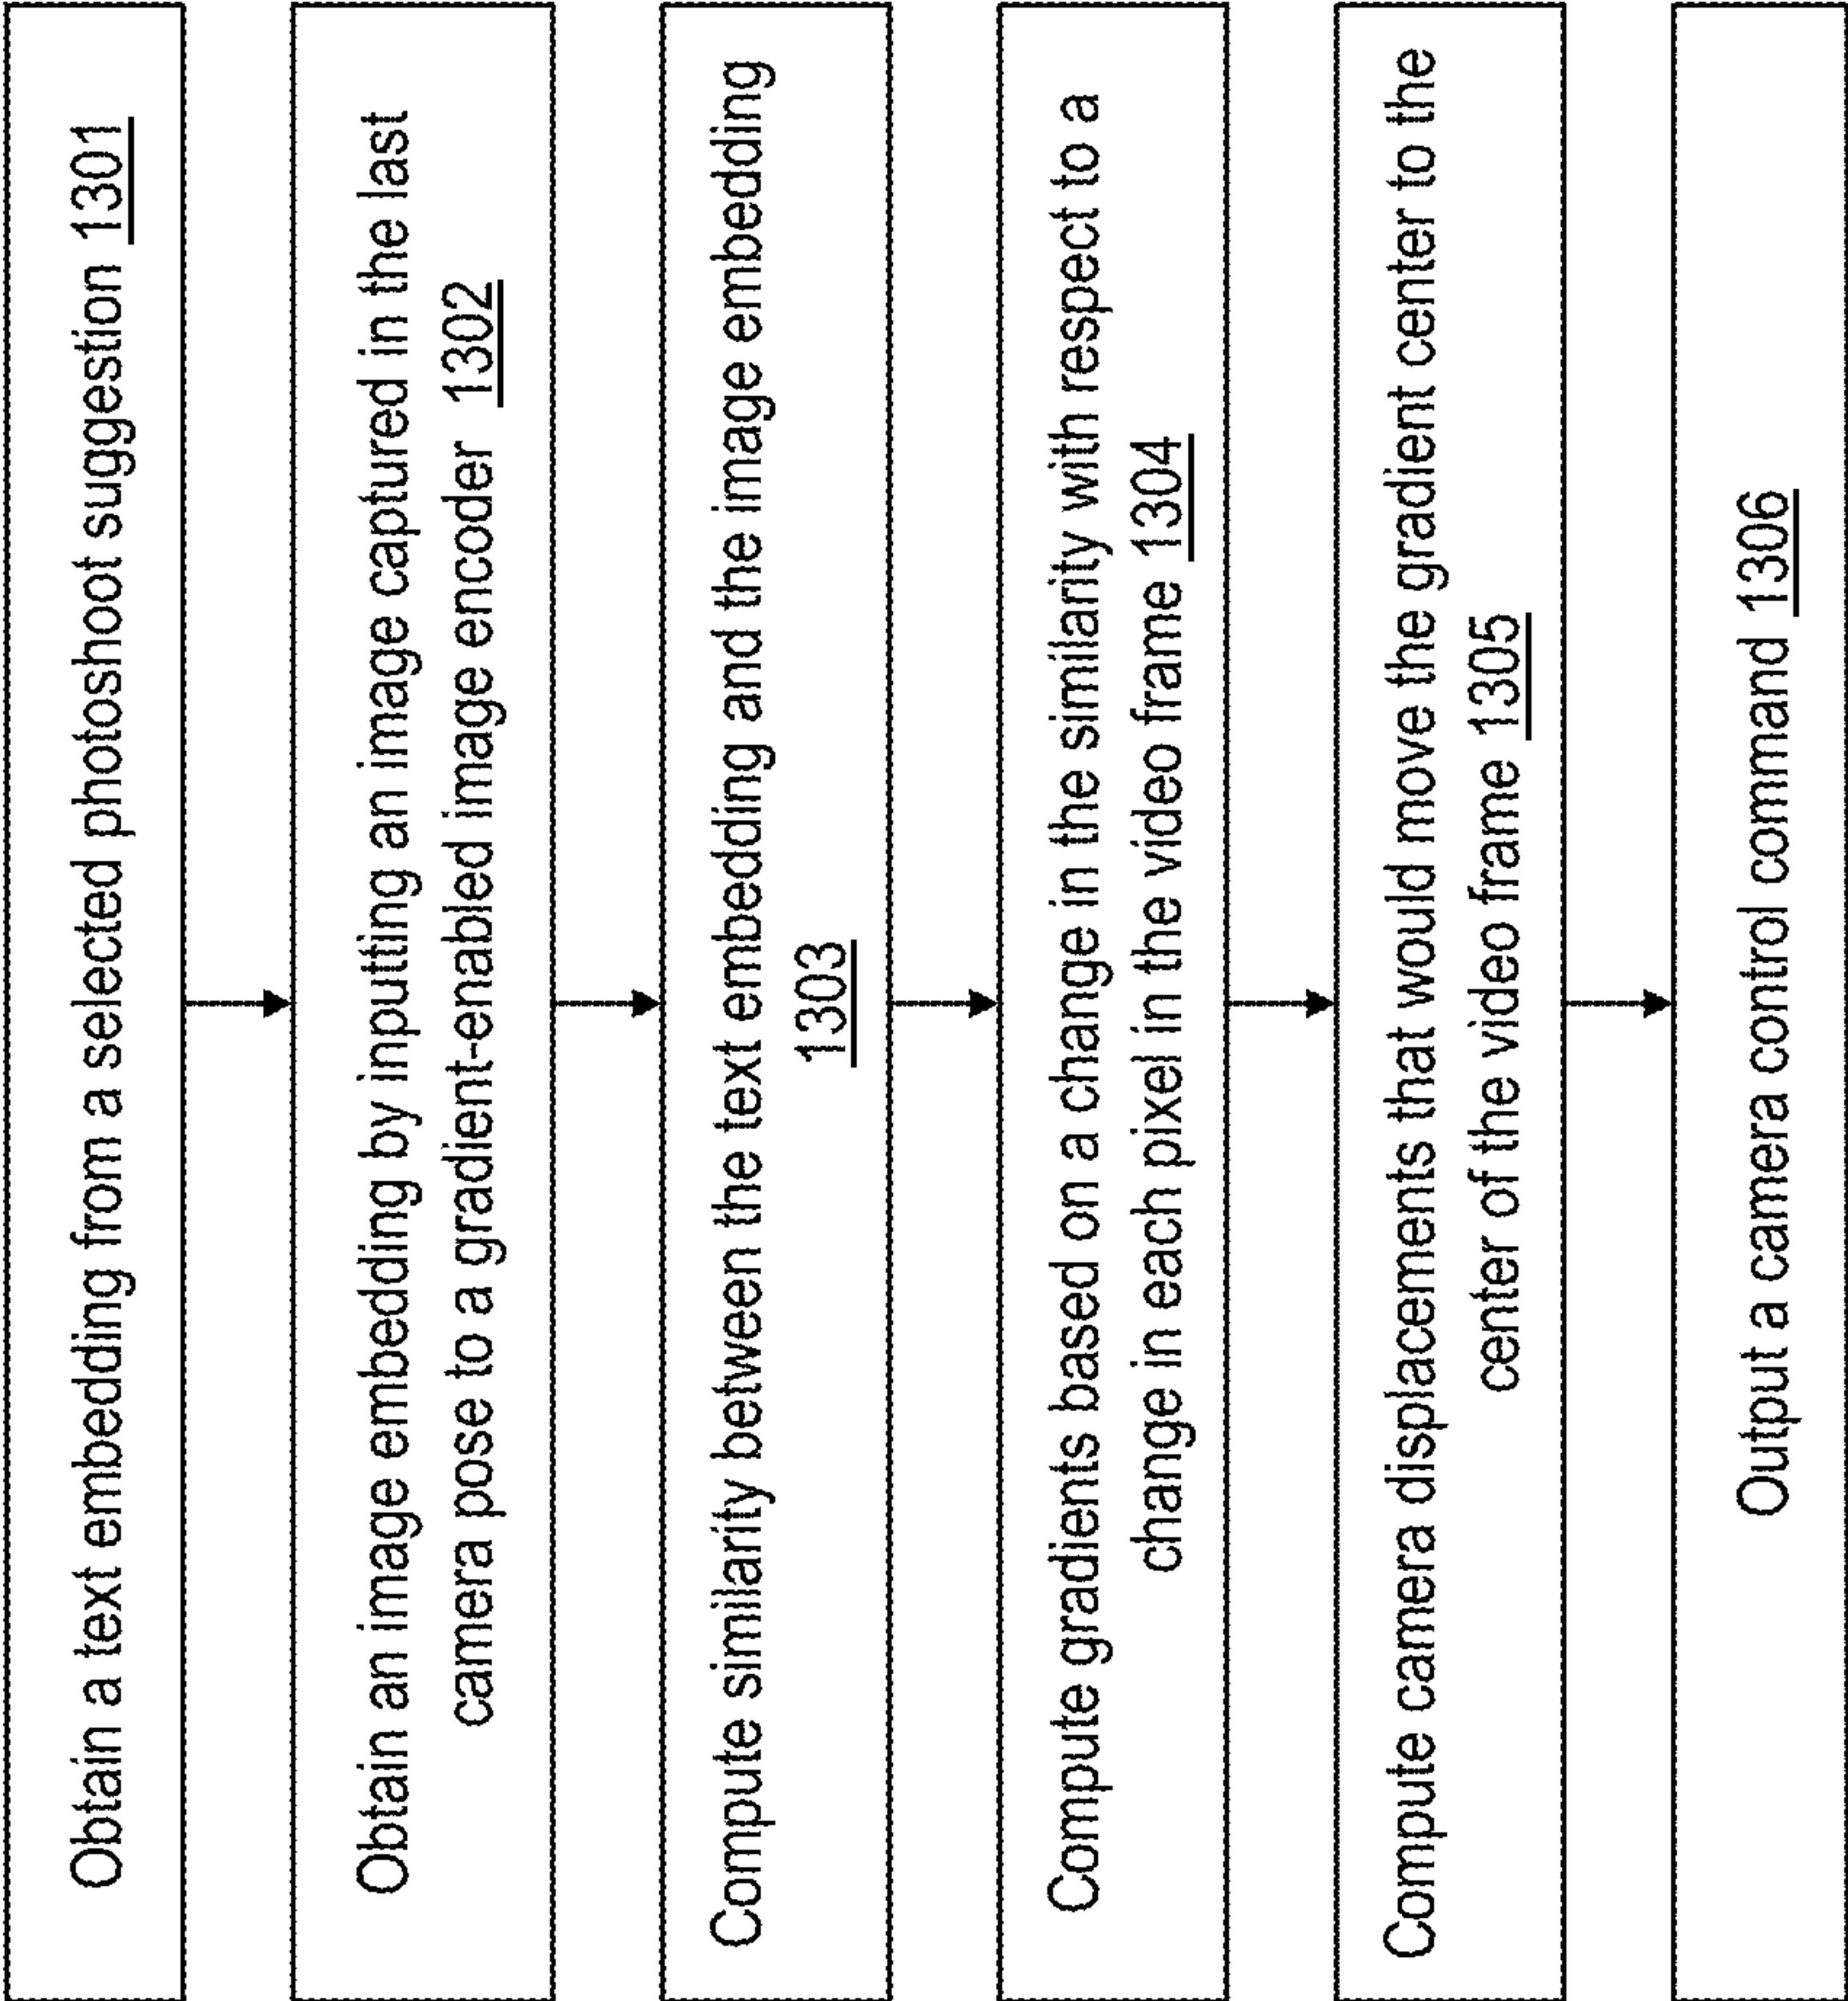 Obtain a text embedding from a selected photoshoot suggestion 1301
Obtain an image embedding by inputting an image captured in the last
camera pose to a gradient-enabled image encoder 1302
Compute similarity between the text embedding and the image embedding
1303
Compute gradients based on a change in the similarity with respect to a
change in each pixel in the video frame 1304
Compute camera displacements that would move the gradient center to the
center of the video frame 1305
Output a camera control command 1306